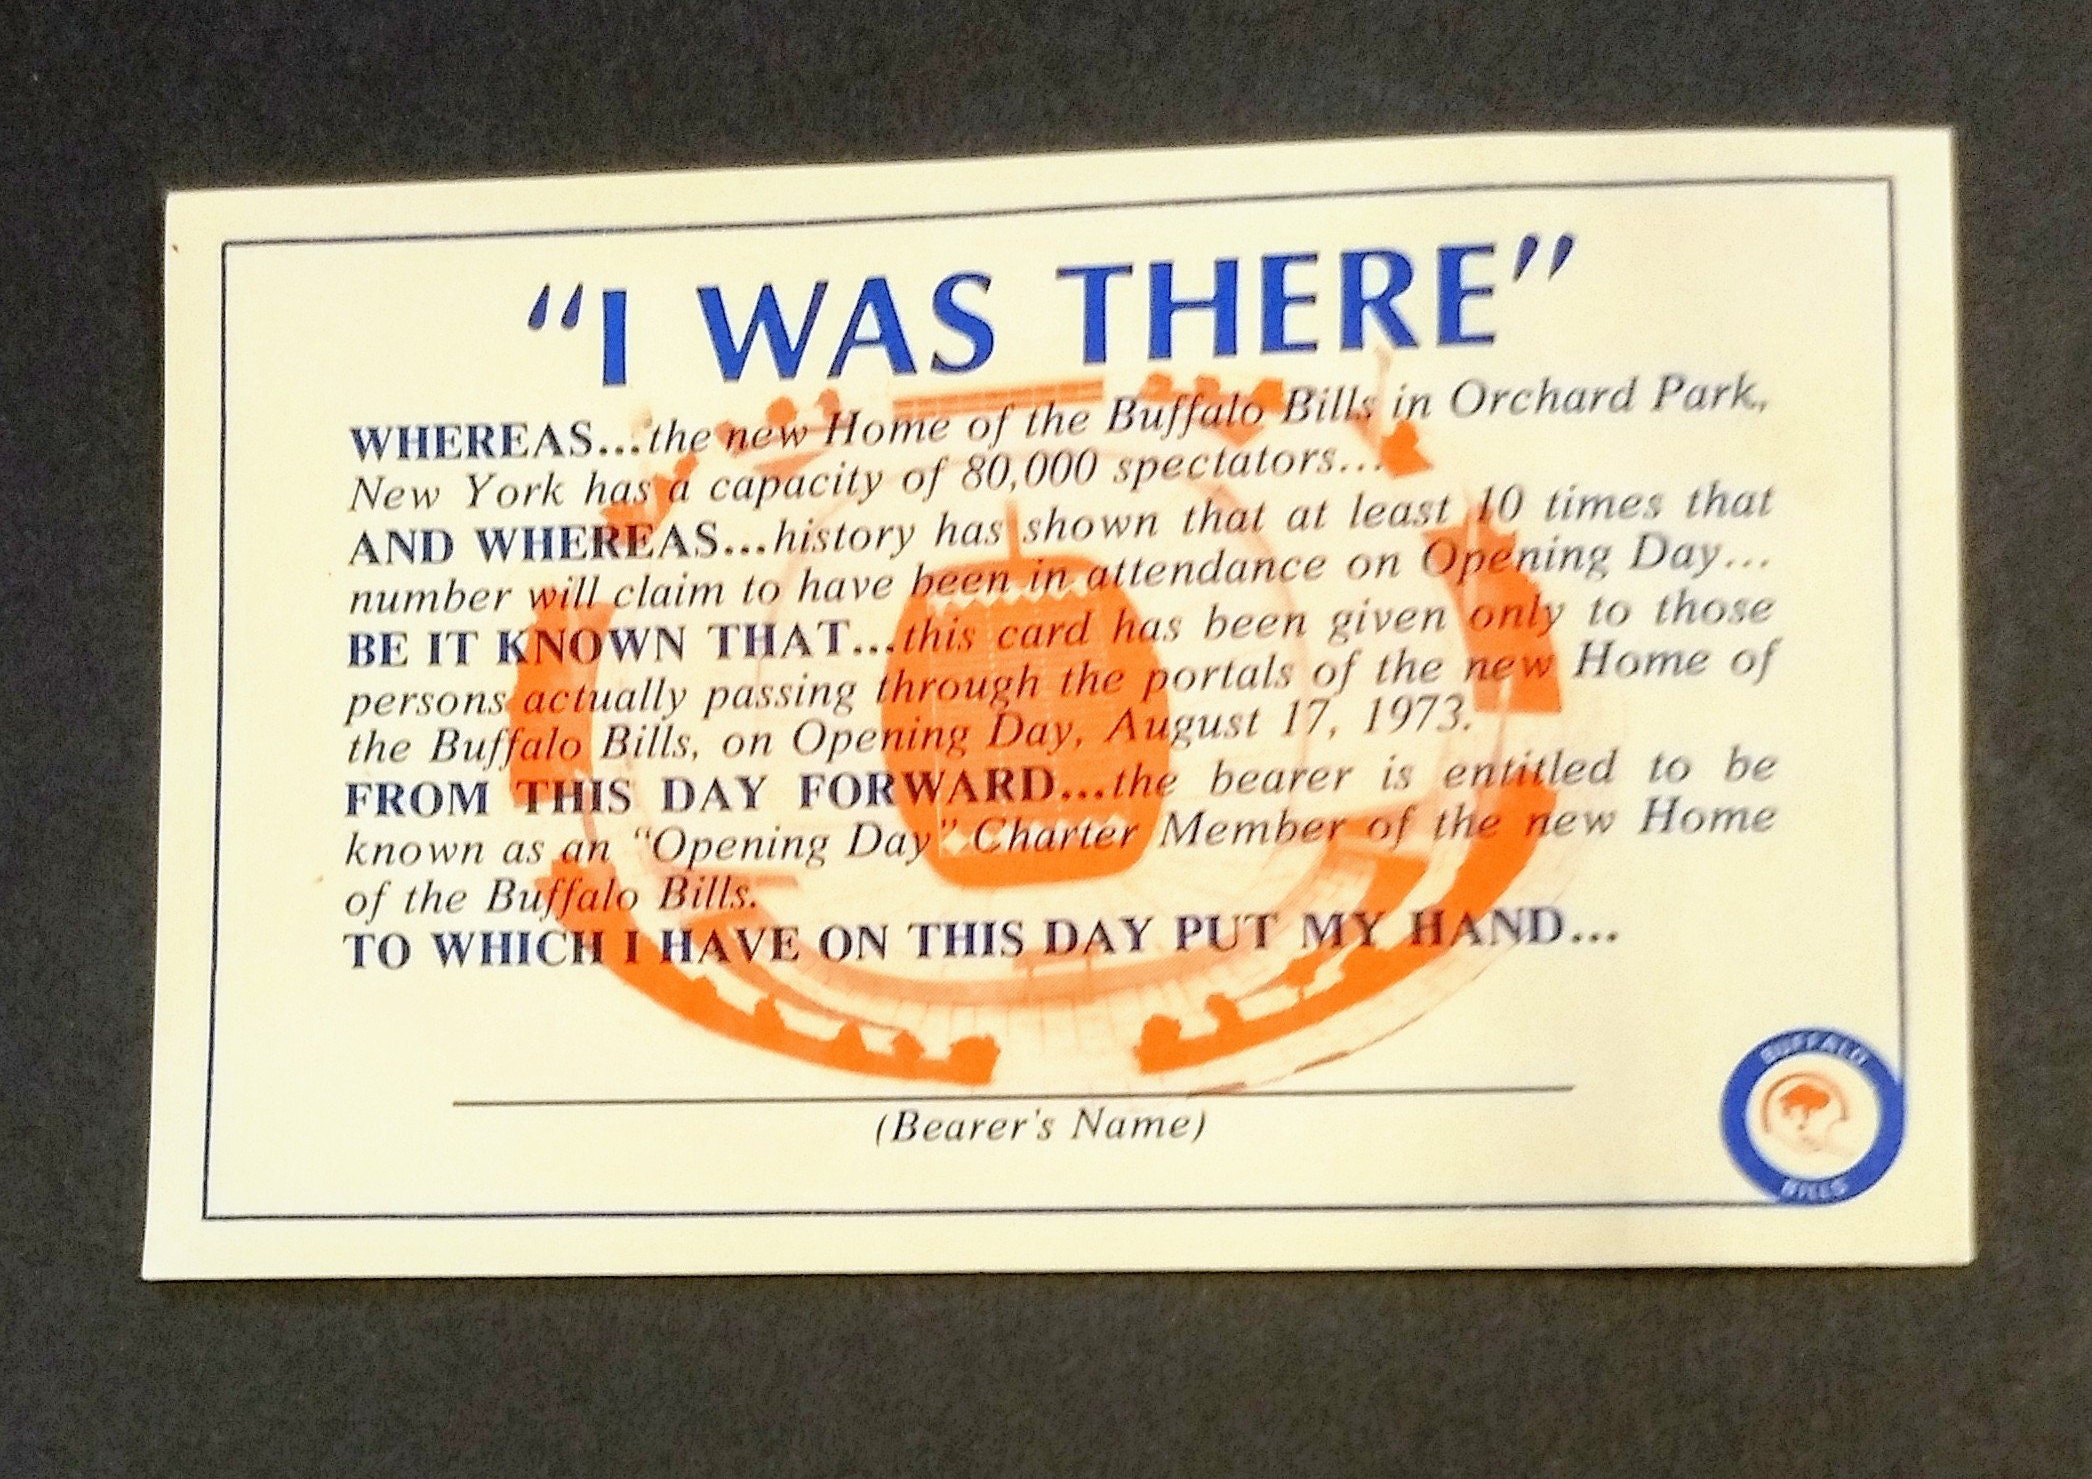 “I WAS THERE”
WHEREAS...the new Home of the Buffalo Bills in Orchard Park,
New York has a capacity of 80,000 spectators...
AND WHEREAS...history has shown that at least 10 times that
number will claim to have been in attendance on Opening Day...
BE IT KNOWN THAT...this card has been given only to those
persons actually passing through the portals of the new Home of
the Buffalo Bills, on Opening Day, August 17, 1973.
FROM THIS DAY FORWARD...the bearer is entitled to be
known as an “Opening Day” Charter Member of the new Home
of the Buffalo Bills.
TO WHICH I HAVE ON THIS DAY PUT MY HAND...
(Bearer's Name)
BUFFALO
BILLS